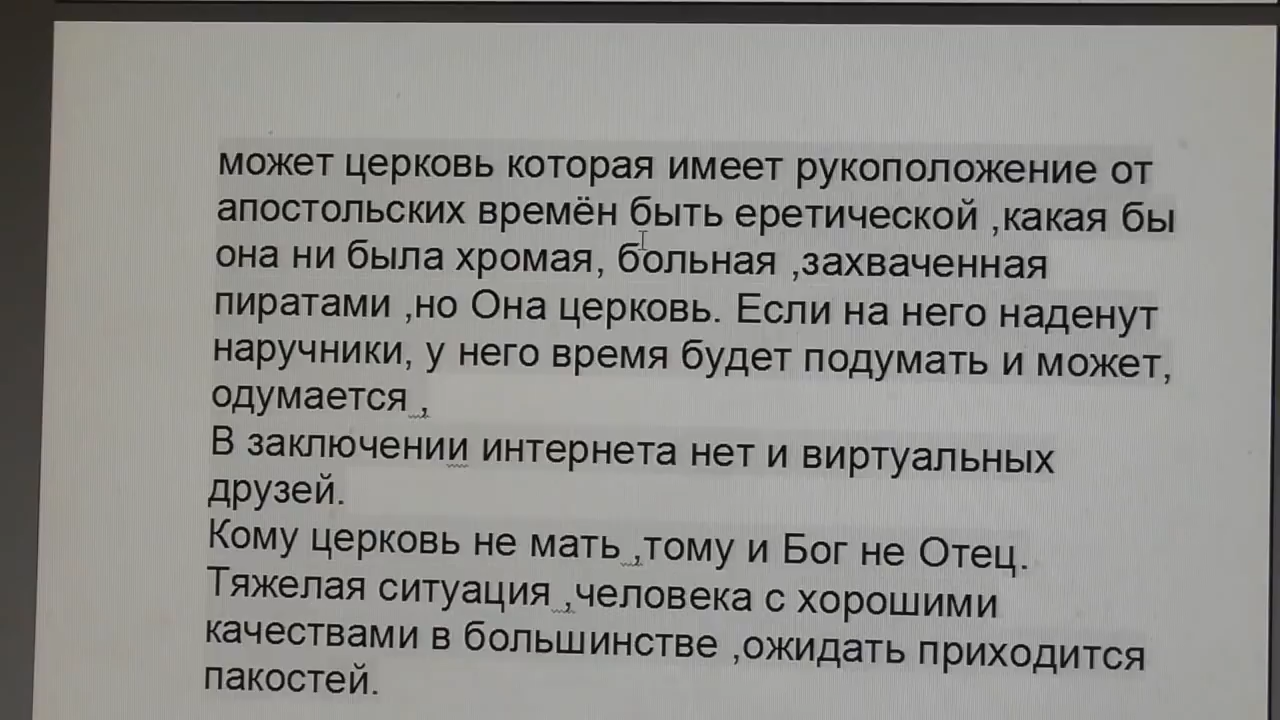 может церковь которая имеет рукоположение от
апостольских времён быть еретической ,какая бы
она ни была хромая, больная ,захваченная
пиратами ,но Она церковь. Если на него наденут
наручники, у него время будет подумать и может,
одумается ,
В заключении интернета нет и виртуальных
друзей.
Кому церковь не мать ,тому и Бог не Отец.
Тяжелая ситуация ,человека с хорошими
качествами в большинстве ,ожидать приходится
пакостей.